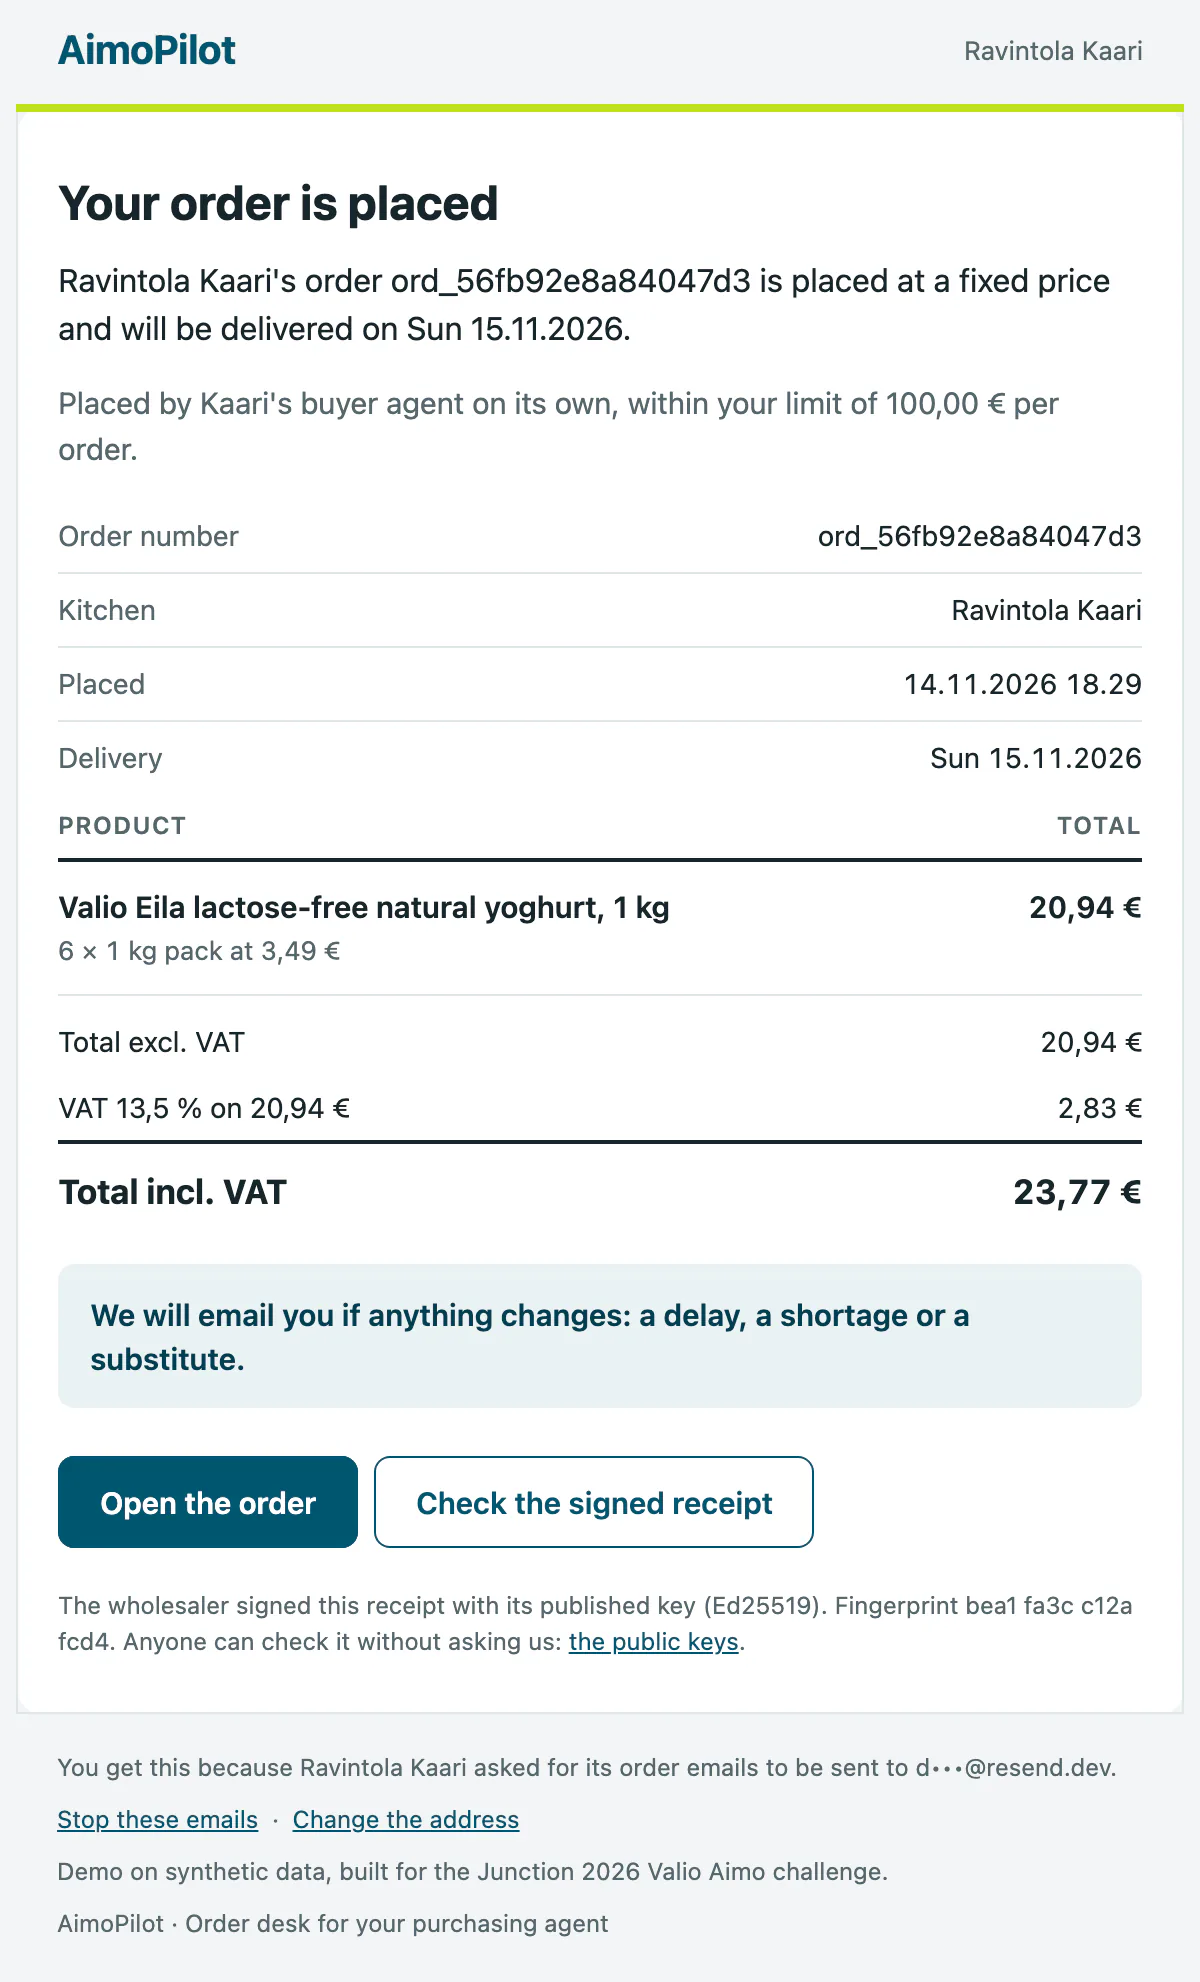 AimoPilot
Ravintola Kaari
Your order is placed
Ravintola Kaari's order ord_56fb92e8a84047d3 is placed at a fixed price
and will be delivered on Sun 15.11.2026.
Placed by Kaari's buyer agent on its own, within your limit of 100,00 € per
order.
Order number ord_56fb92e8a84047d3
Kitchen Ravintola Kaari
Placed 14.11.2026 18.29
Delivery Sun 15.11.2026
PRODUCT TOTAL
Valio Eila lactose-free natural yoghurt, 1 kg 20,94 €
6 × 1 kg pack at 3,49 €
Total excl. VAT 20,94 €
VAT 13,5 % on 20,94 € 2,83 €
Total incl. VAT 23,77 €
We will email you if anything changes: a delay, a shortage or a
substitute.
Open the order
Check the signed receipt
The wholesaler signed this receipt with its published key (Ed25519). Fingerprint bea1 fa3c c12a
fcd4. Anyone can check it without asking us: the public keys.
You get this because Ravintola Kaari asked for its order emails to be sent to d•••@resend.dev.
Stop these emails · Change the address
Demo on synthetic data, built for the Junction 2026 Valio Aimo challenge.
AimoPilot · Order desk for your purchasing agent